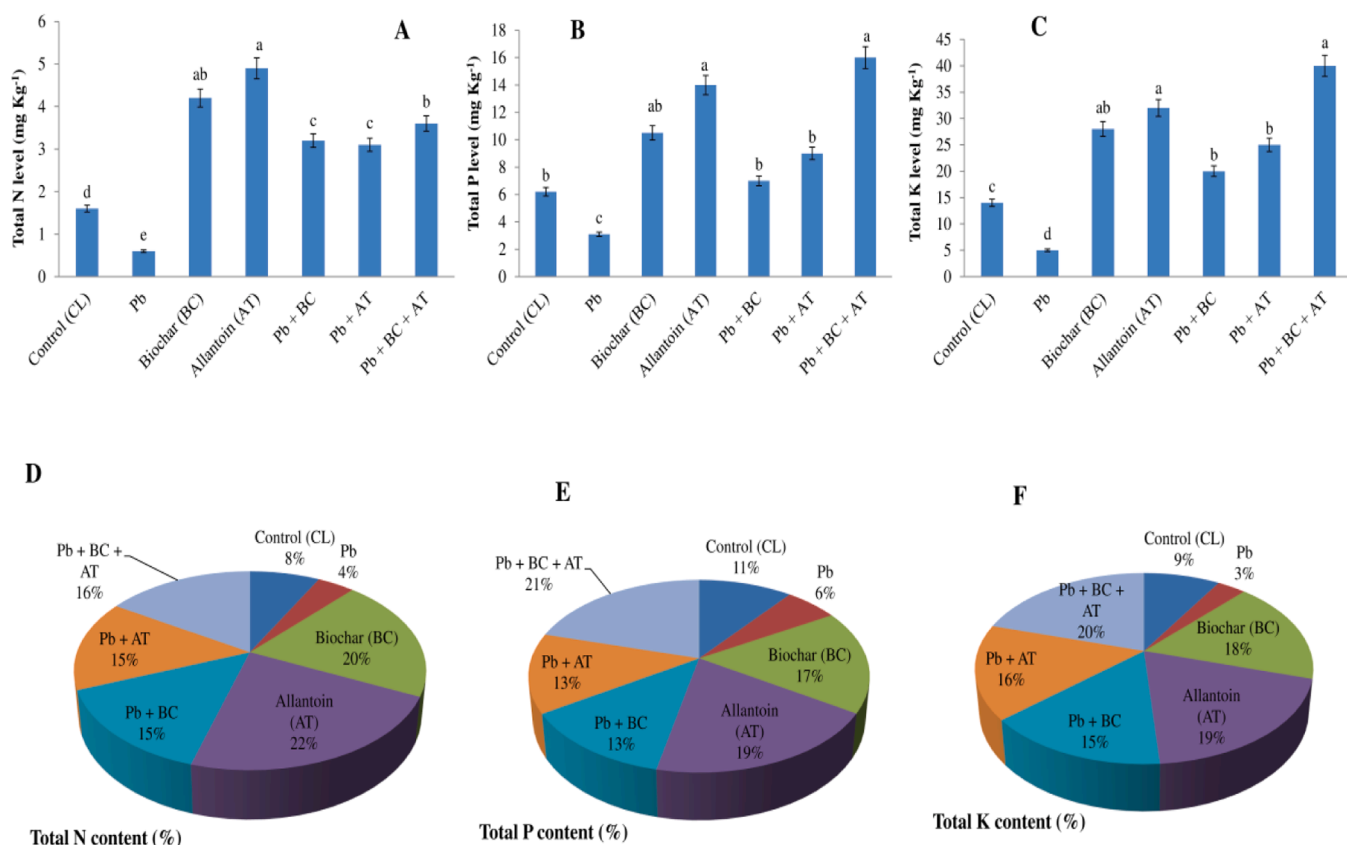 A
Total N level (mg Kg⁻¹)
6
5
4
3
2
1
0
d
e
ab
a
c
c
b
Control (CL)
Pb
Biochar (BC)
Allantoin (AT)
Pb + BC
Pb + AT
Pb + BC + AT
B
Total P level (mg Kg⁻¹)
18
16
14
12
10
8
6
4
2
0
b
c
ab
a
b
b
a
Control (CL)
Pb
Biochar (BC)
Allantoin (AT)
Pb + BC
Pb + AT
Pb + BC + AT
C
Total K level (mg Kg⁻¹)
45
40
35
30
25
20
15
10
5
0
c
d
ab
a
b
b
a
Control (CL)
Pb
Biochar (BC)
Allantoin (AT)
Pb + BC
Pb + AT
Pb + BC + AT
D
Control (CL)
8%
Pb
4%
Biochar (BC)
20%
Allantoin
(AT)
22%
Pb + BC
15%
Pb + AT
15%
Pb + BC +
AT
16%
Total N content (%)
E
Control (CL)
11%
Pb
6%
Biochar (BC)
17%
Allantoin
(AT)
19%
Pb + BC
13%
Pb + AT
13%
Pb + BC + AT
21%
Total P content (%)
F
Control (CL)
9%
Pb
3%
Biochar (BC)
18%
Allantoin
(AT)
19%
Pb + BC
15%
Pb + AT
16%
Pb + BC +
AT
20%
Total K content (%)